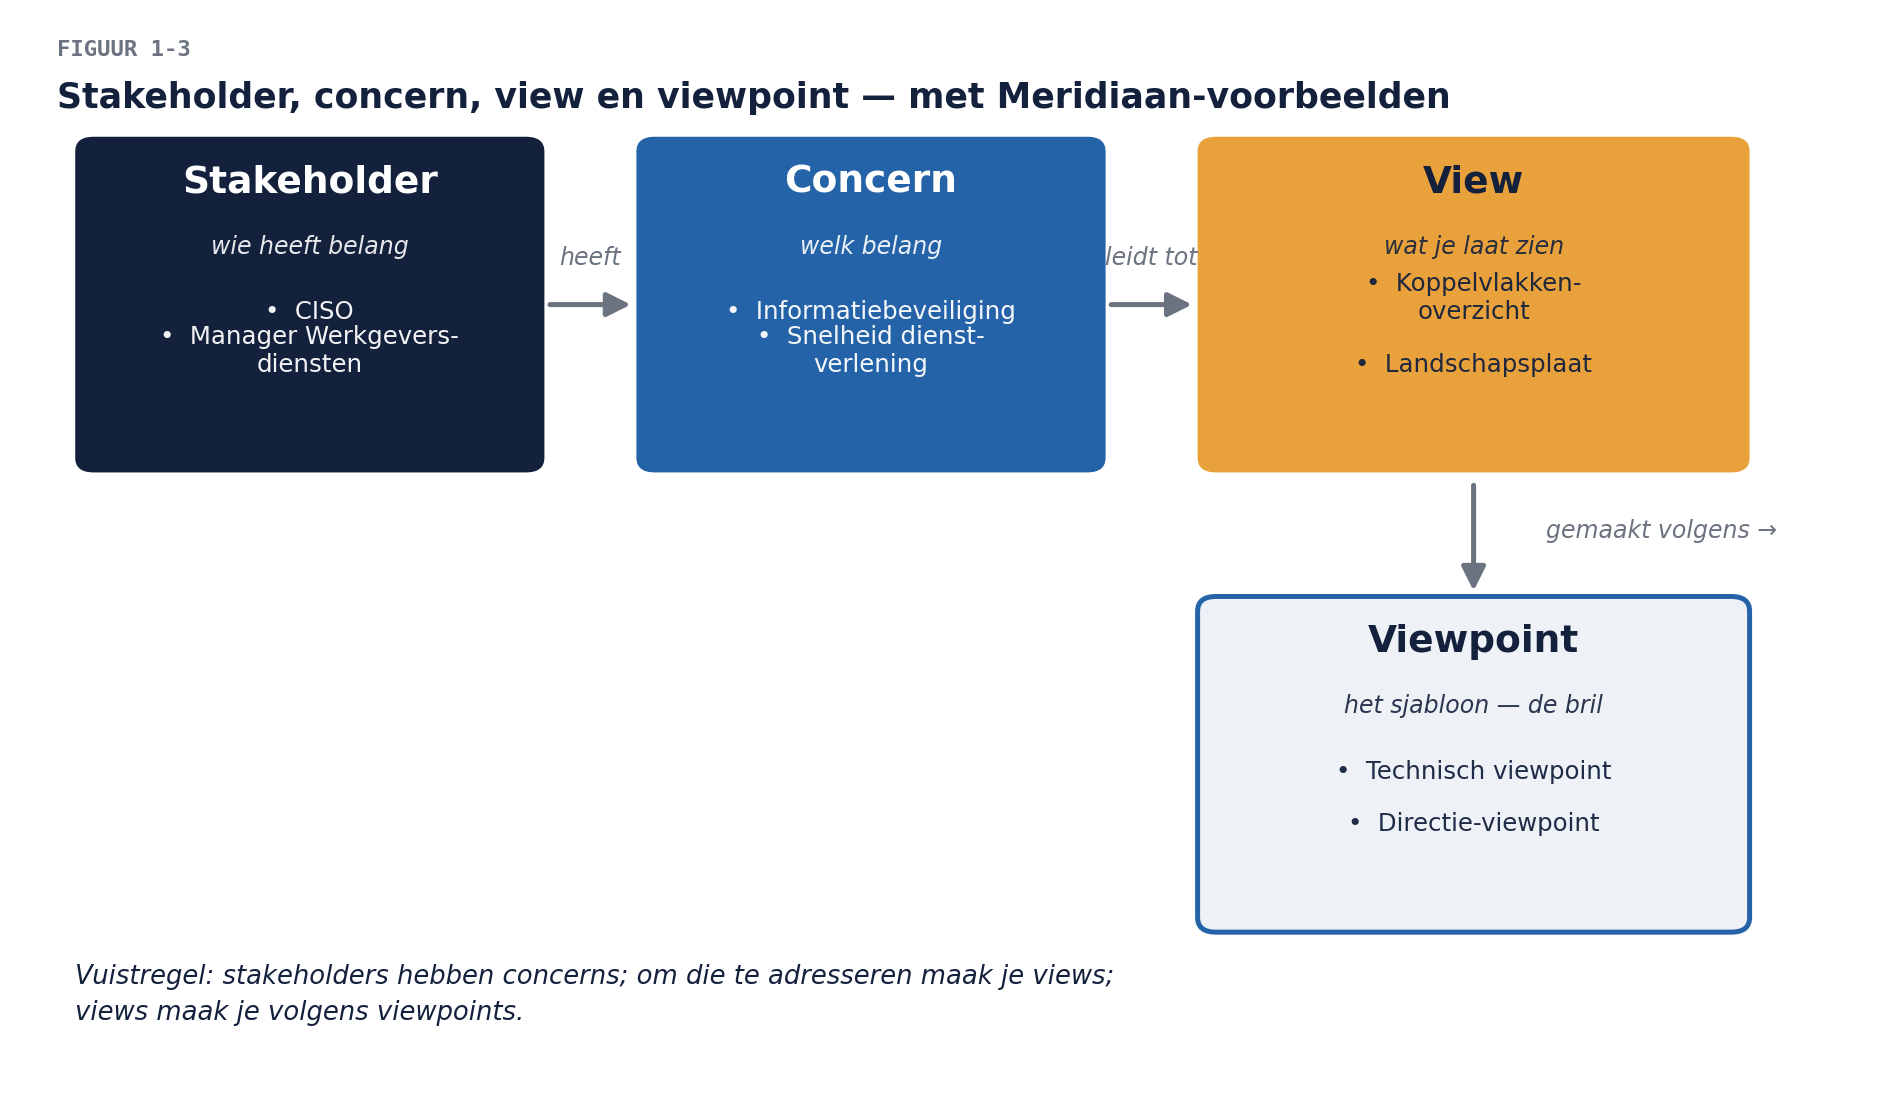 FIGUUR 1-3
Stakeholder, concern, view en viewpoint — met Meridiaan-voorbeelden
Stakeholder
wie heeft belang
• CISO
• Manager Werkgevers-
diensten
heeft
Concern
welk belang
• Informatiebeveiliging
• Snelheid dienst-
verlening
leidt tot
View
wat je laat zien
• Koppelvlakken-
overzicht
• Landschapsplaat
gemaakt volgens →
Viewpoint
het sjabloon — de bril
• Technisch viewpoint
• Directie-viewpoint
Vuistregel: stakeholders hebben concerns; om die te adresseren maak je views;
views maak je volgens viewpoints.